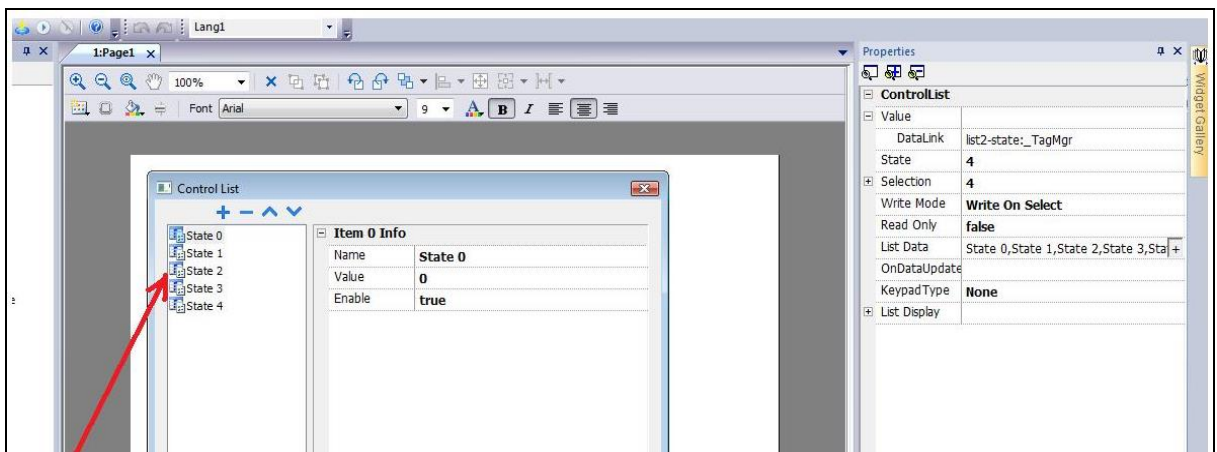 Lang1
1:Page1
100%
Font Arial 9 A B I
Control List
State 0
State 1
State 2
State 3
State 4
Item 0 Info
Name State 0
Value 0
Enable true
Properties
ControlList
Value
DataLink list2-state:_TagMgr
State 4
Selection 4
Write Mode Write On Select
Read Only false
List Data State 0,State 1,State 2,State 3,Sta
OnDataUpdate
KeypadType None
List Display
Widget Gallery